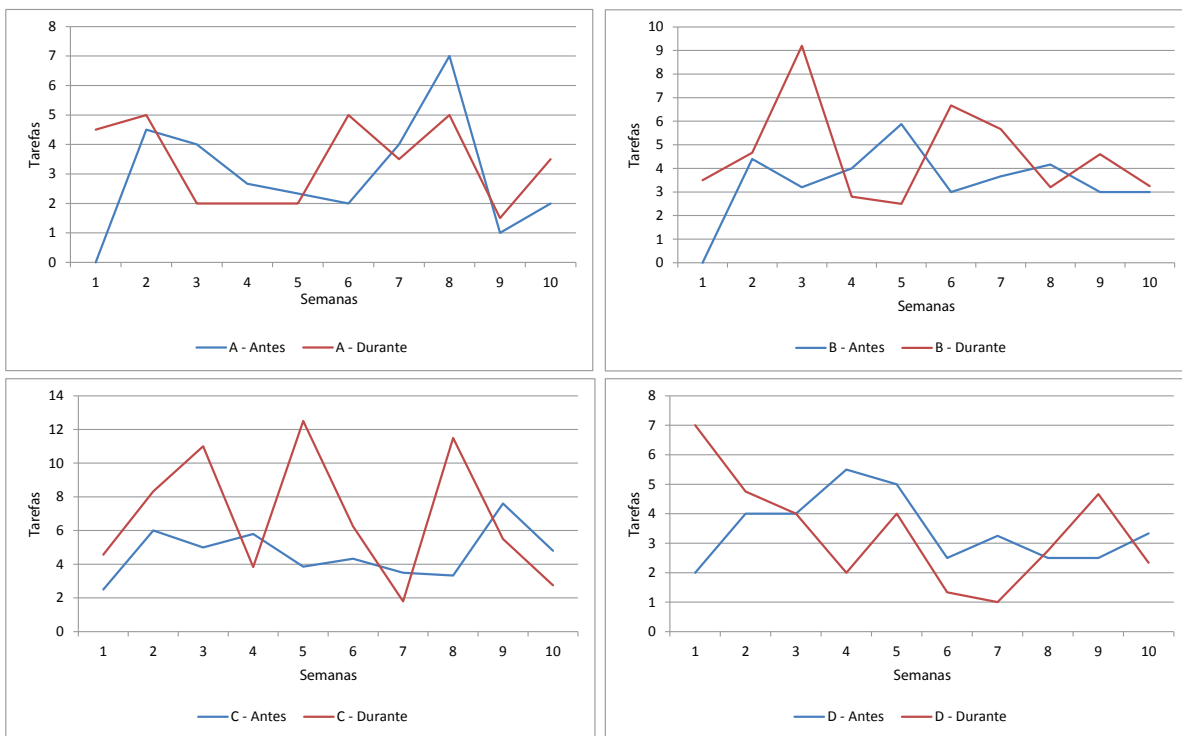 8
7
6
5
4
3
2
1
0
Tarefas
1 2 3 4 5 6 7 8 9 10
Semanas
A - Antes A - Durante
10
9
8
7
6
5
4
3
2
1
0
Tarefas
1 2 3 4 5 6 7 8 9 10
Semanas
B - Antes B - Durante
14
12
10
8
6
4
2
0
Tarefas
1 2 3 4 5 6 7 8 9 10
Semanas
C - Antes C - Durante
8
7
6
5
4
3
2
1
0
Tarefas
1 2 3 4 5 6 7 8 9 10
Semanas
D - Antes D - Durante